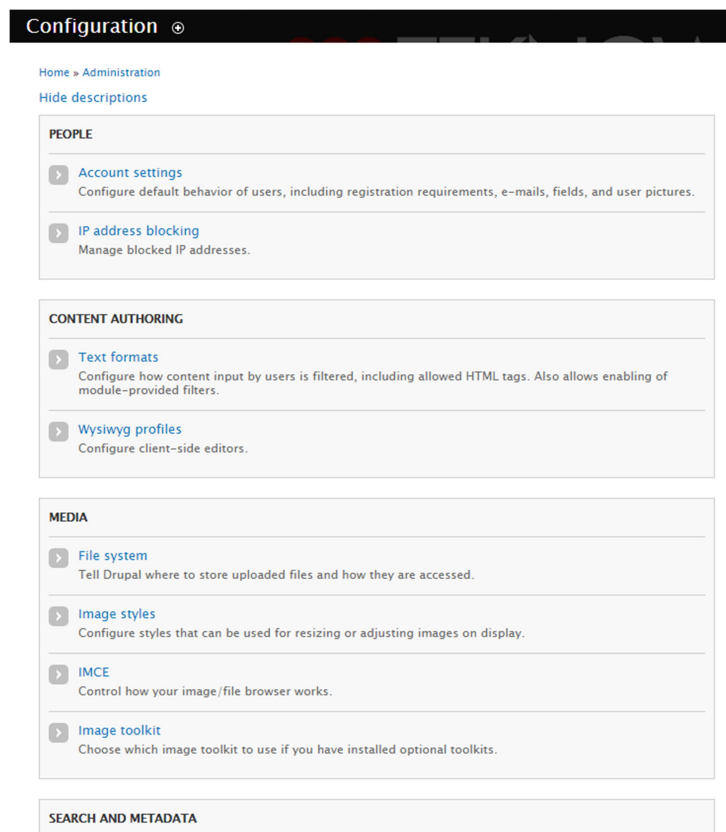 Configuration
Home » Administration
Hide descriptions
PEOPLE
Account settings
Configure default behavior of users, including registration requirements, e-mails, fields, and user pictures.
IP address blocking
Manage blocked IP addresses.
CONTENT AUTHORING
Text formats
Configure how content input by users is filtered, including allowed HTML tags. Also allows enabling of
module-provided filters.
Wysiwyg profiles
Configure client-side editors.
MEDIA
File system
Tell Drupal where to store uploaded files and how they are accessed.
Image styles
Configure styles that can be used for resizing or adjusting images on display.
IMCE
Control how your image/file browser works.
Image toolkit
Choose which image toolkit to use if you have installed optional toolkits.
SEARCH AND METADATA